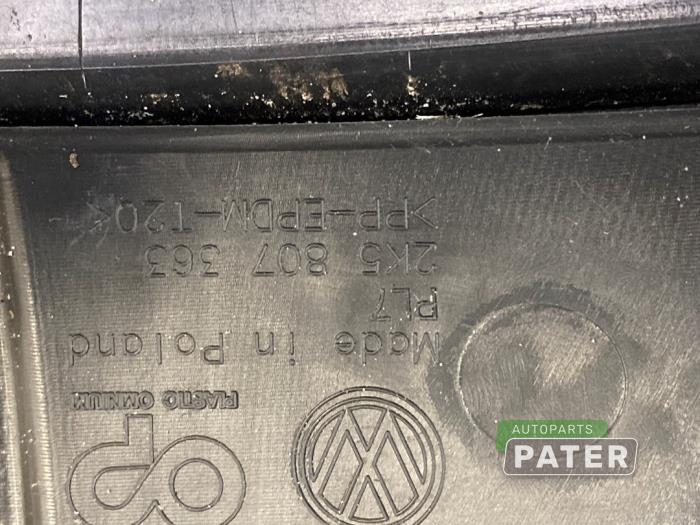 PLASTIC OMNIUM
Made in Poland
RL7
2K5 807 363
>PP-EPDM-T20<
AUTOPARTS
PATER